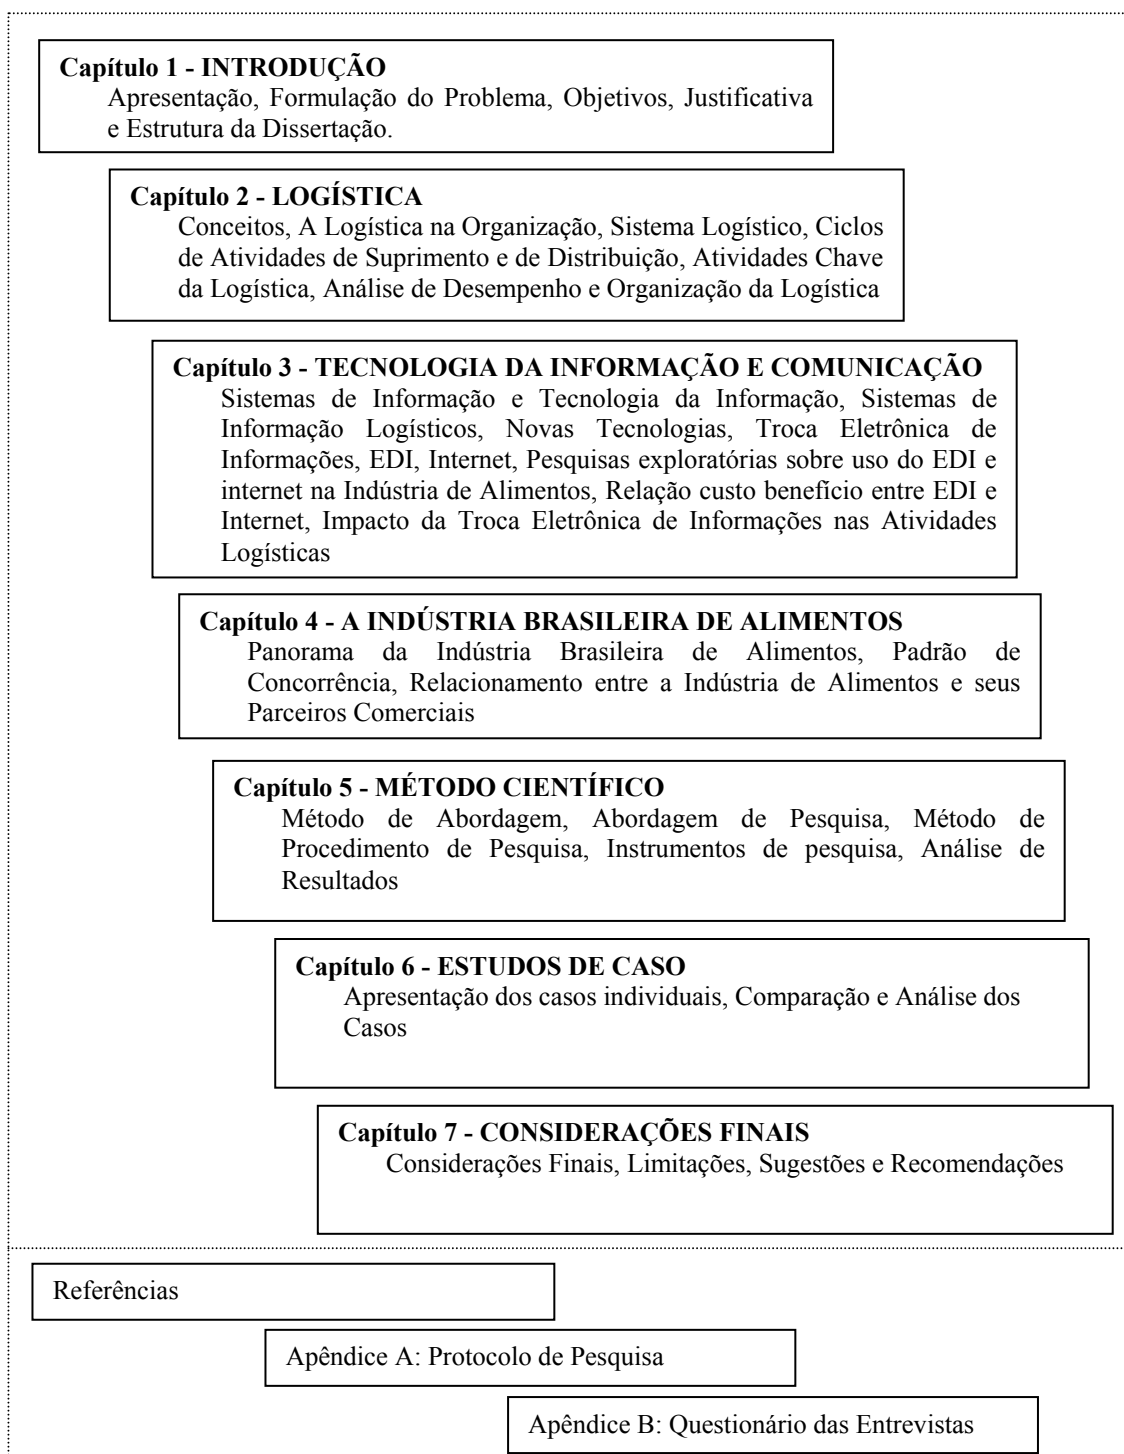 Capítulo 1 - INTRODUÇÃO
Apresentação, Formulação do Problema, Objetivos, Justificativa
e Estrutura da Dissertação.
Capítulo 2 - LOGÍSTICA
Conceitos, A Logística na Organização, Sistema Logístico, Ciclos
de Atividades de Suprimento e de Distribuição, Atividades Chave
da Logística, Análise de Desempenho e Organização da Logística
Capítulo 3 - TECNOLOGIA DA INFORMAÇÃO E COMUNICAÇÃO
Sistemas de Informação e Tecnologia da Informação, Sistemas de
Informação Logísticos, Novas Tecnologias, Troca Eletrônica de
Informações, EDI, Internet, Pesquisas exploratórias sobre uso do EDI e
internet na Indústria de Alimentos, Relação custo benefício entre EDI e
Internet, Impacto da Troca Eletrônica de Informações nas Atividades
Logísticas
Capítulo 4 - A INDÚSTRIA BRASILEIRA DE ALIMENTOS
Panorama da Indústria Brasileira de Alimentos, Padrão de
Concorrência, Relacionamento entre a Indústria de Alimentos e seus
Parceiros Comerciais
Capítulo 5 - MÉTODO CIENTÍFICO
Método de Abordagem, Abordagem de Pesquisa, Método de
Procedimento de Pesquisa, Instrumentos de pesquisa, Análise de
Resultados
Capítulo 6 - ESTUDOS DE CASO
Apresentação dos casos individuais, Comparação e Análise dos
Casos
Capítulo 7 - CONSIDERAÇÕES FINAIS
Considerações Finais, Limitações, Sugestões e Recomendações
Referências
Apêndice A: Protocolo de Pesquisa
Apêndice B: Questionário das Entrevistas